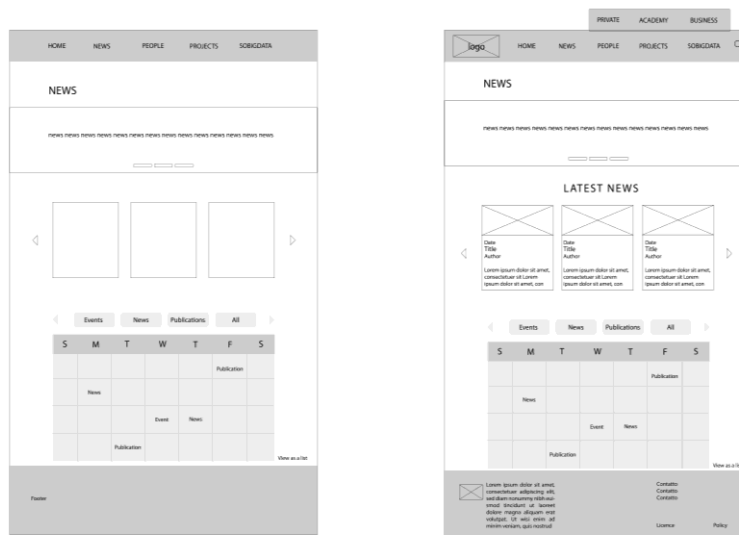 HOME NEWS PEOPLE PROJECTS SOBIGDATA
NEWS
news news news news news news news news news news news news news news
Events News Publications All
S M T W T F S
Publication
News
Event News
Publication
View as a list
Footer
PRIVATE ACADEMY BUSINESS
logo HOME NEWS PEOPLE PROJECTS SOBIGDATA
NEWS
news news news news news news news news news news news news news news
LATEST NEWS
Date
Title
Author
Lorem ipsum dolor sit amet,
consectetuer sit Lorem
ipsum dolor sit amet, con
Date
Title
Author
Lorem ipsum dolor sit amet,
consectetuer sit Lorem
ipsum dolor sit amet, con
Date
Title
Author
Lorem ipsum dolor sit amet,
consectetuer sit Lorem
ipsum dolor sit amet, con
Events News Publications All
S M T W T F S
Publication
News
Event News
Publication
View as a list
Lorem ipsum dolor sit amet,
consectetuer adipiscing elit,
sed diam nonummy nibh eui-
smod tincidunt ut laoreet
dolore magna aliquam erat
volutpat. Ut wisi enim ad
minim veniam, quis nostrud
Contatto
Contatto
Contatto
Licence Policy